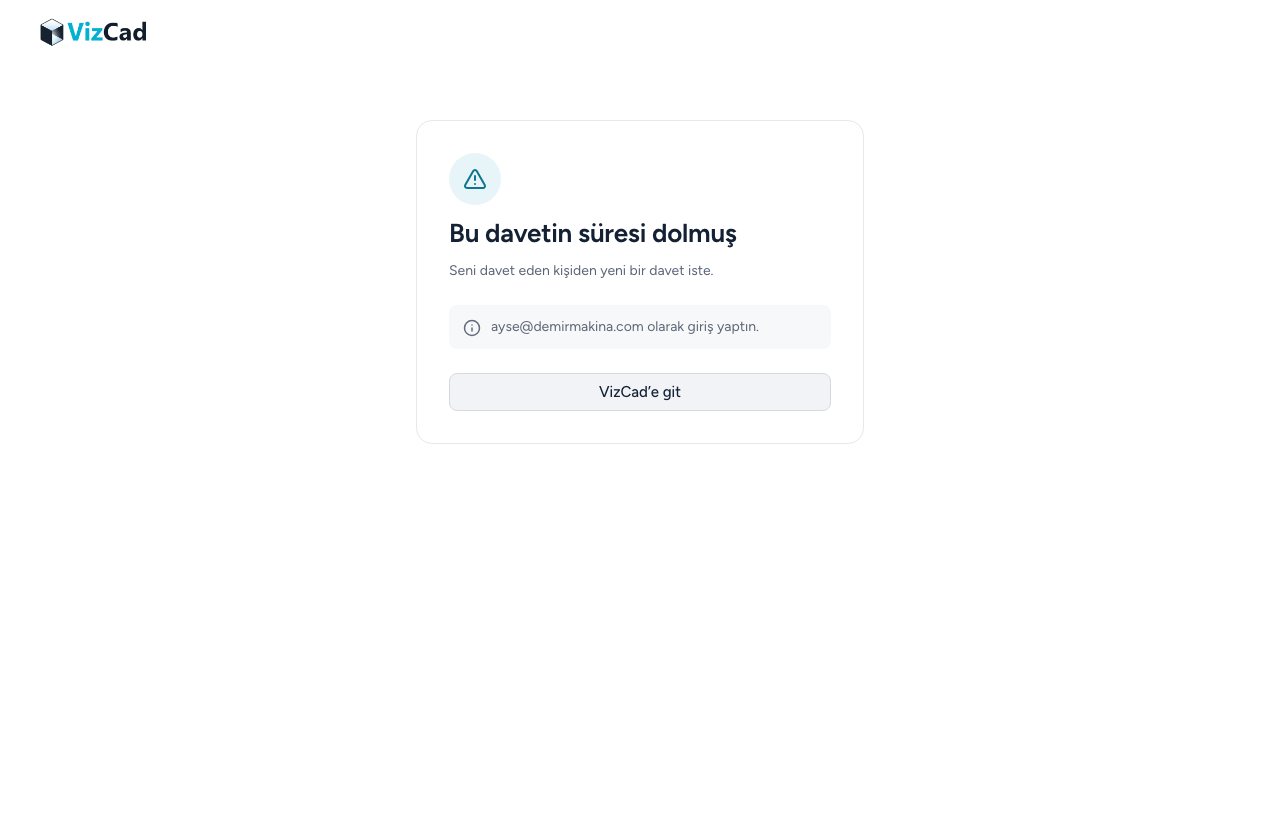 VizCad
Bu davetin süresi dolmuş
Seni davet eden kişiden yeni bir davet iste.
ayse@demirmakina.com olarak giriş yaptın.
VizCad’e git